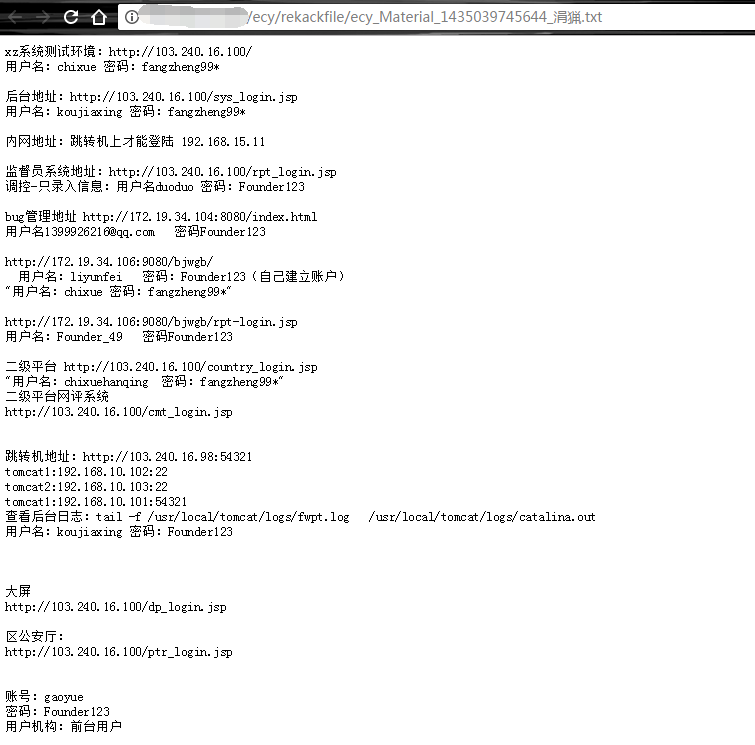 /ecy/rekackfile/ecy_Material_1435039745644_涓猟.txt
xz系统测试环境：http://103.240.16.100/
用户名：chixue 密码：fangzheng99*
后台地址：http://103.240.16.100/sys_login.jsp
用户名：koujiaxing 密码：fangzheng99*
内网地址：跳转机上才能登陆 192.168.15.11
监督员系统地址：http://103.240.16.100/rpt_login.jsp
调控-只录入信息：用户名duoduo 密码：Founder123
bug管理地址 http://172.19.34.104:8080/index.html
用户名1399926216@qq.com 密码Founder123
http://172.19.34.106:9080/bjwgb/
用户名：liyunfei 密码：Founder123（自己建立账户）
"用户名：chixue 密码：fangzheng99*"
http://172.19.34.106:9080/bjwgb/rpt-login.jsp
用户名：Founder_49 密码Founder123
二级平台 http://103.240.16.100/country_login.jsp
"用户名：chixuehanqing 密码：fangzheng99*"
二级平台网评系统
http://103.240.16.100/cmt_login.jsp
跳转机地址：http://103.240.16.98:54321
tomcat1:192.168.10.102:22
tomcat2:192.168.10.103:22
tomcat1:192.168.10.101:54321
查看后台日志：tail -f /usr/local/tomcat/logs/fwpt.log /usr/local/tomcat/logs/catalina.out
用户名：koujiaxing 密码：Founder123
大屏
http://103.240.16.100/dp_login.jsp
区公安厅：
http://103.240.16.100/ptr_login.jsp
账号：gaoyue
密码：Founder123
用户机构：前台用户